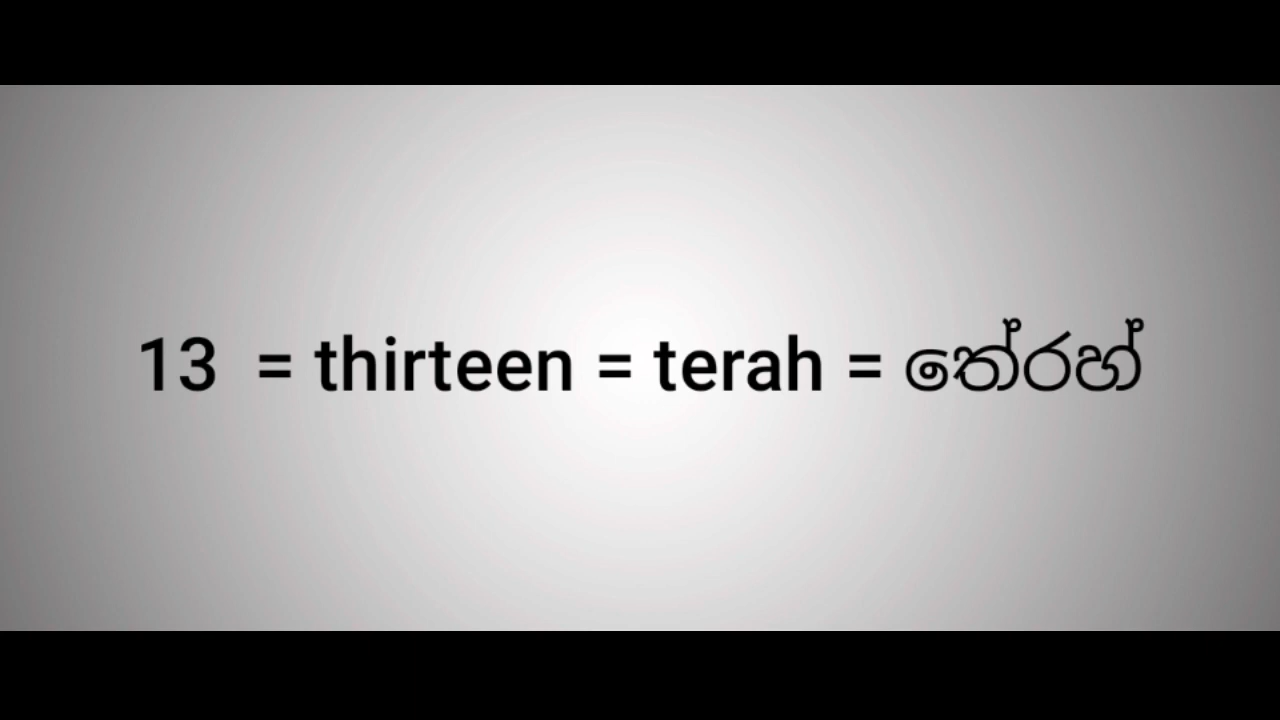 13 = thirteen = terah = තේරහ්